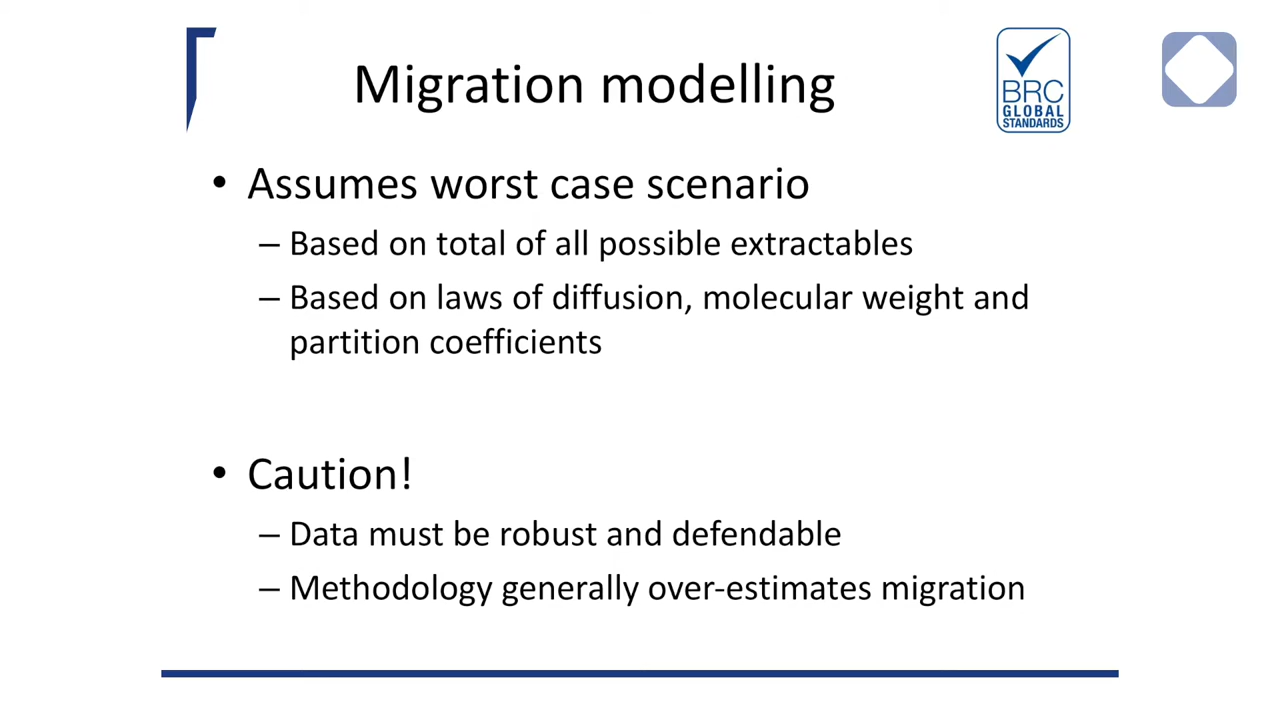 Migration modelling
BRC
GLOBAL
STANDARDS
• Assumes worst case scenario
– Based on total of all possible extractables
– Based on laws of diffusion, molecular weight and
partition coefficients
• Caution!
– Data must be robust and defendable
– Methodology generally over-estimates migration